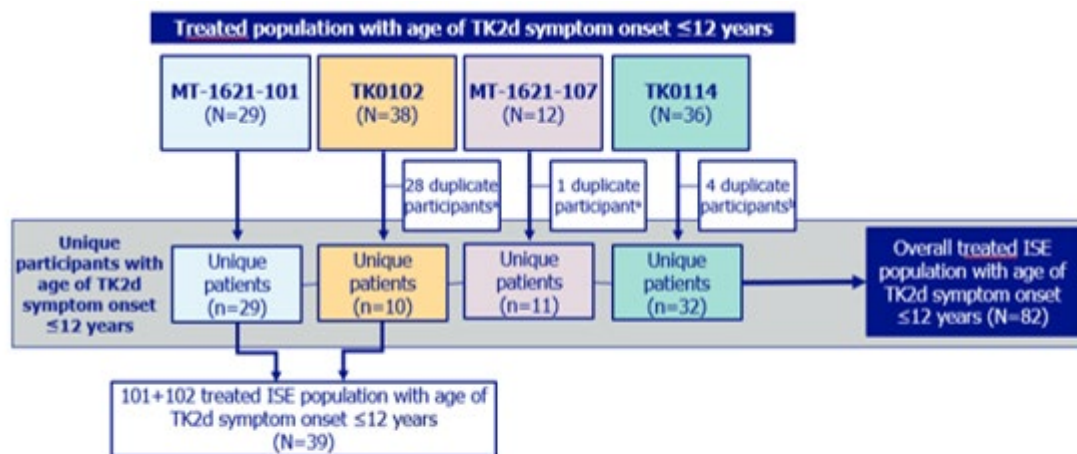 Treated population with age of TK2d symptom onset ≤12 years
MT-1621-101
(N=29)
TK0102
(N=38)
MT-1621-107
(N=12)
TK0114
(N=36)
28 duplicate
participantsᵃ
1 duplicate
participantᵃ
4 duplicate
participantsᵇ
Unique
participants with
age of TK2d
symptom onset
≤12 years
Unique
patients
(n=29)
Unique
patients
(n=10)
Unique
patients
(n=11)
Unique
patients
(n=32)
Overall treated ISE
population with age of
TK2d symptom onset
≤12 years (N=82)
101+102 treated ISE population with age of
TK2d symptom onset ≤12 years
(N=39)